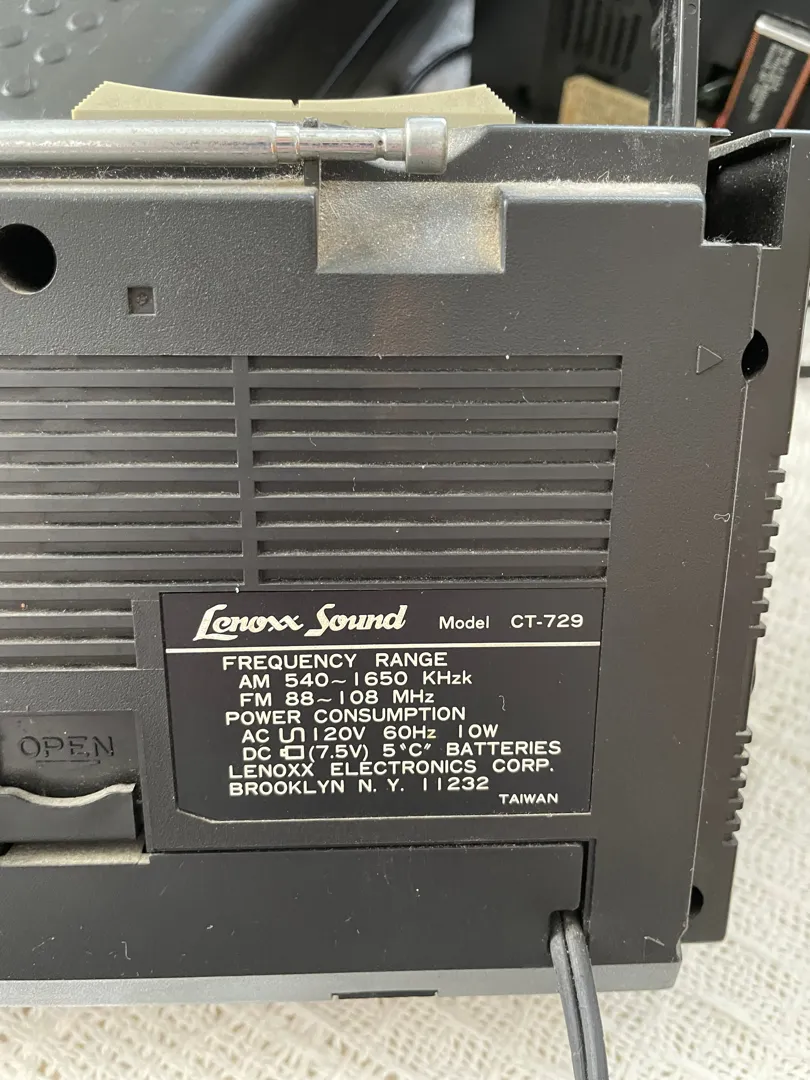 Lenoxx Sound Model CT-729
FREQUENCY RANGE
AM 540~1650 KHzk
FM 88~108 MHz
POWER CONSUMPTION
AC 120V 60Hz 10W
DC (7.5V) 5"C" BATTERIES
LENOXX ELECTRONICS CORP.
BROOKLYN N.Y. 11232
TAIWAN
OPEN